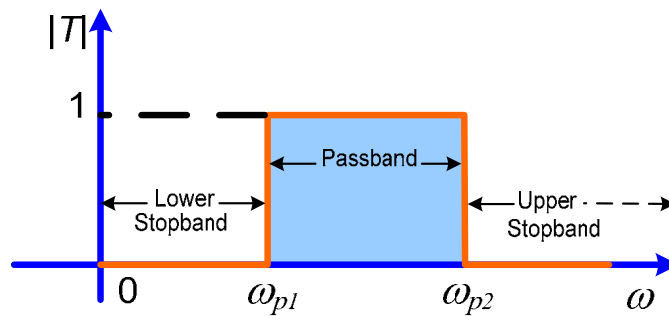 |T|
1
Passband
Lower
Stopband
Upper
Stopband
0
ωp1
ωp2
ω